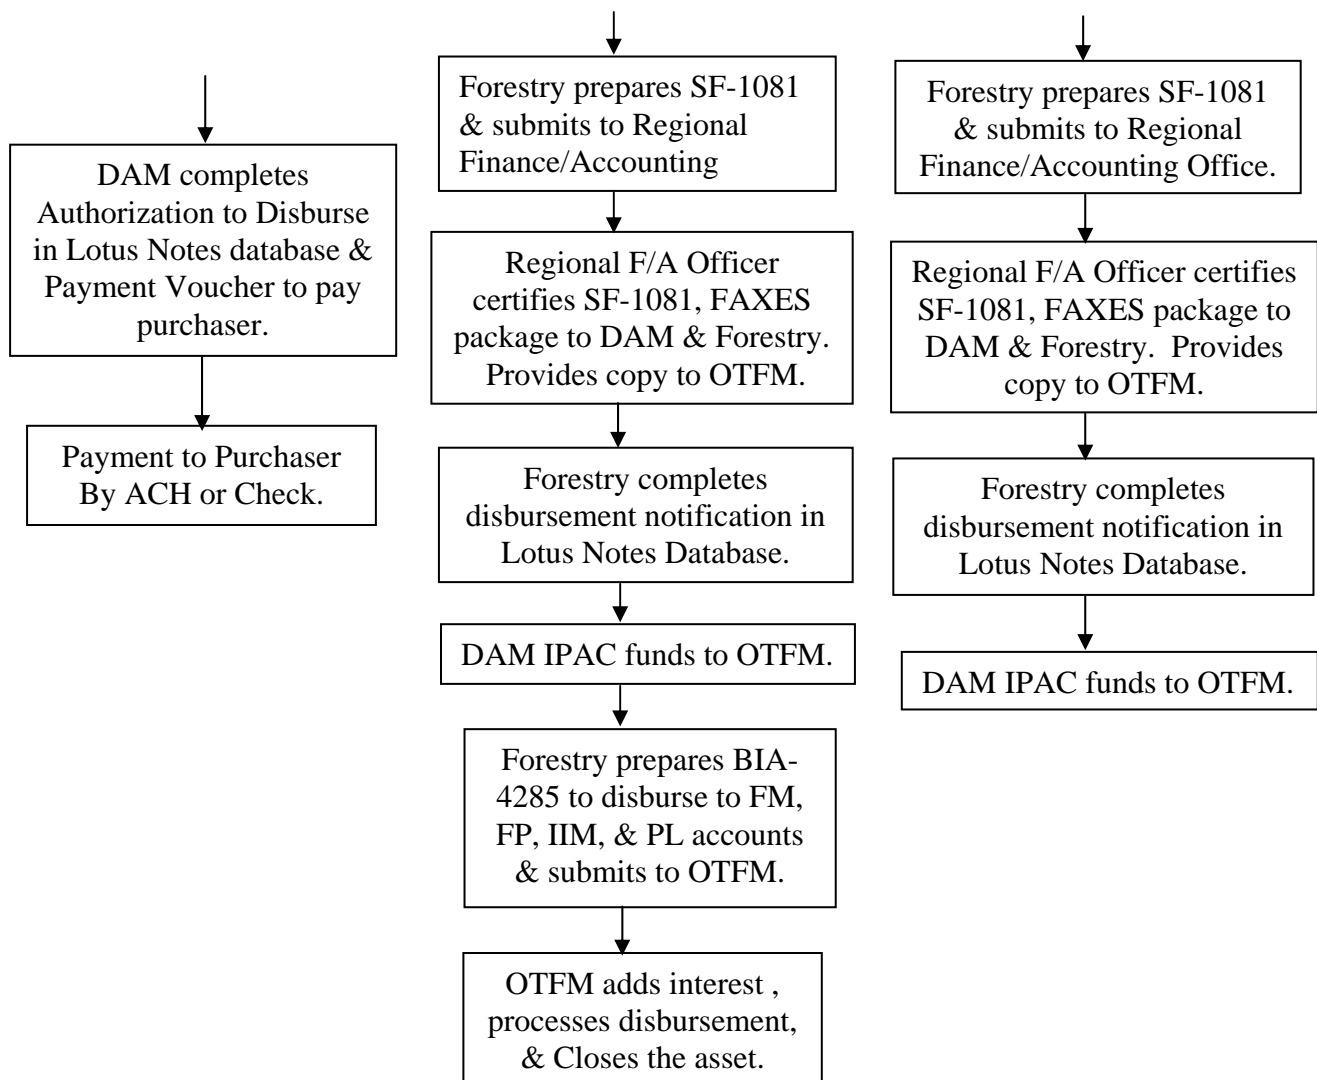 DAM completes
Authorization to Disburse
in Lotus Notes database &
Payment Voucher to pay
purchaser.
Payment to Purchaser
By ACH or Check.
Forestry prepares SF-1081
& submits to Regional
Finance/Accounting
Regional F/A Officer
certifies SF-1081, FAXES
package to DAM & Forestry.
Provides copy to OTFM.
Forestry completes
disbursement notification in
Lotus Notes Database.
DAM IPAC funds to OTFM.
Forestry prepares BIA-
4285 to disburse to FM,
FP, IIM, & PL accounts
& submits to OTFM.
OTFM adds interest ,
processes disbursement,
& Closes the asset.
Forestry prepares SF-1081
& submits to Regional
Finance/Accounting Office.
Regional F/A Officer certifies
SF-1081, FAXES package to
DAM & Forestry.  Provides
copy to OTFM.
Forestry completes
disbursement notification in
Lotus Notes Database.
DAM IPAC funds to OTFM.